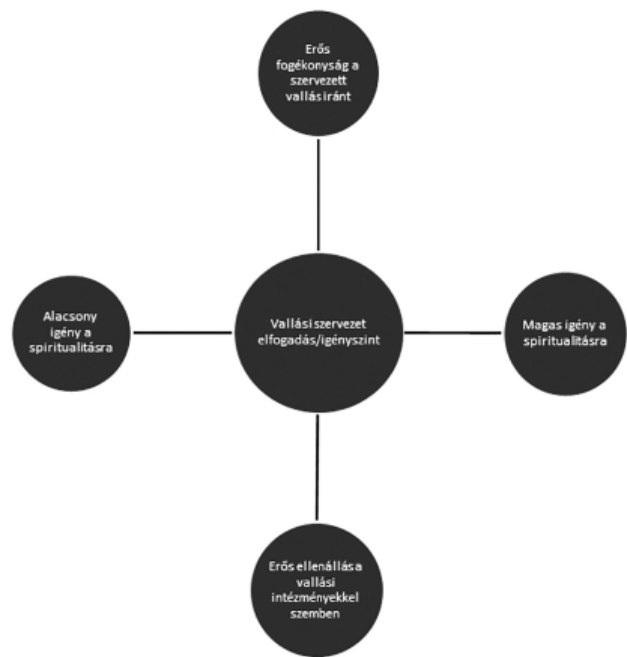 Erős
fogékonyság a
szervezett
vallás iránt
Alacsony
igény a
spiritualitásra
Vallási szervezet
elfogadás/igényszint
Magas igény a
spiritualitásra
Erős ellenállás a
vallási
intézményekkel
szemben